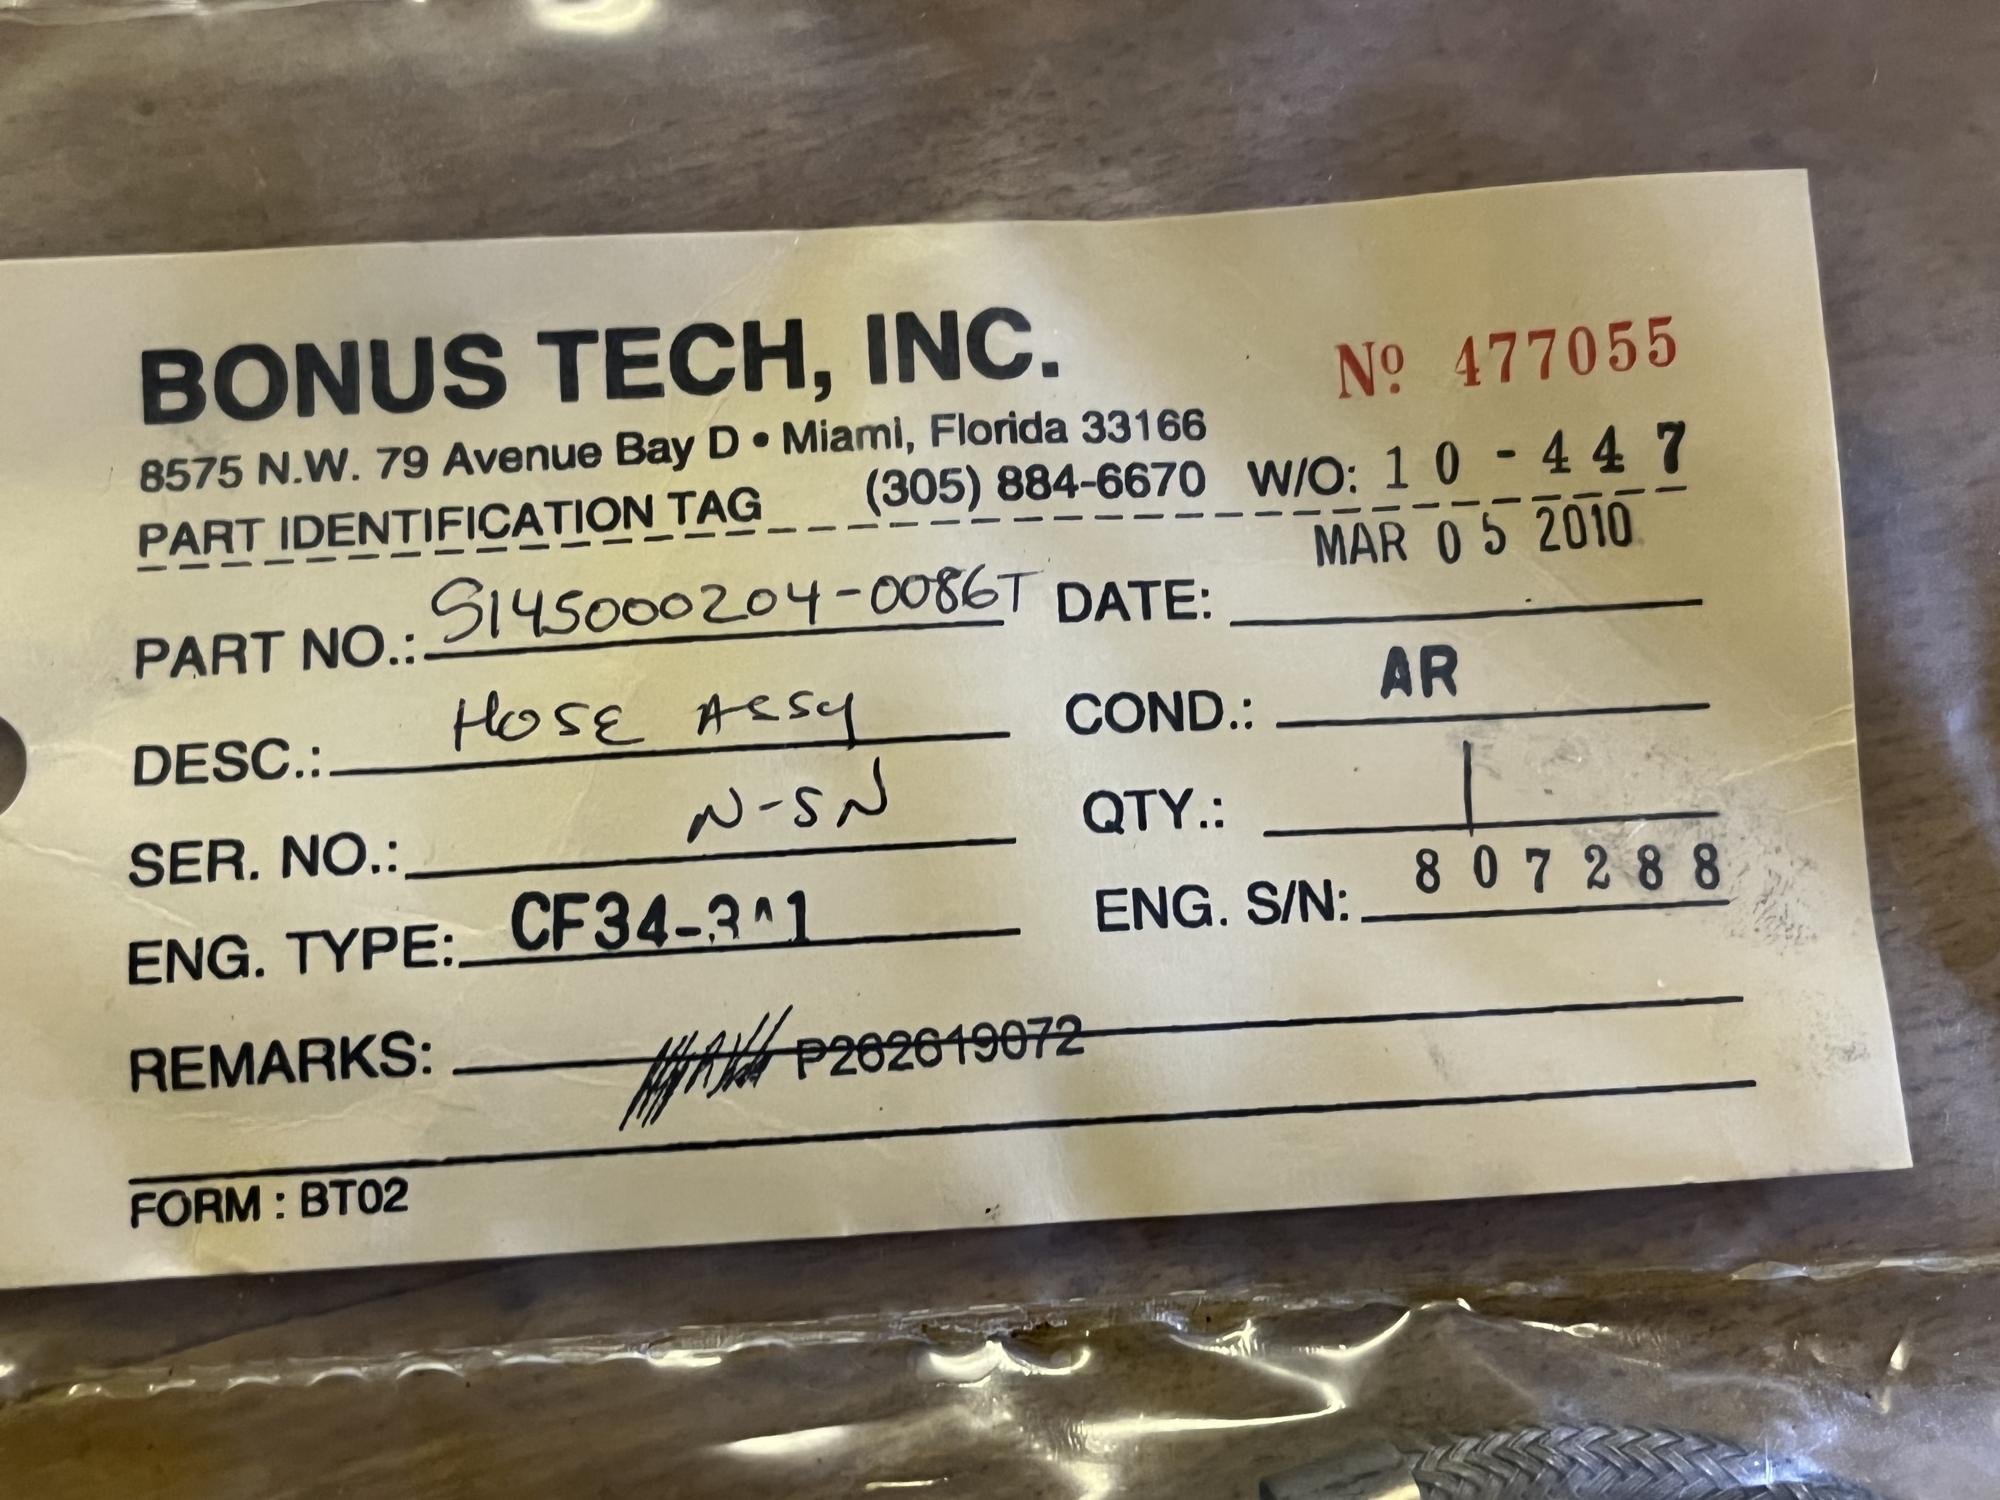 BONUS TECH, INC.
Nº 477055
8575 N.W. 79 Avenue Bay D • Miami, Florida 33166
(305) 884-6670 W/O: 10-447
PART IDENTIFICATION TAG
MAR 05 2010
PART NO.: S145000204-0086T DATE:
DESC.: HOSE ASSY COND.: AR
SER. NO.: N-SN QTY.: 1
ENG. TYPE: CF34-3A1 ENG. S/N: 807288
REMARKS: P262619072
FORM : BT02